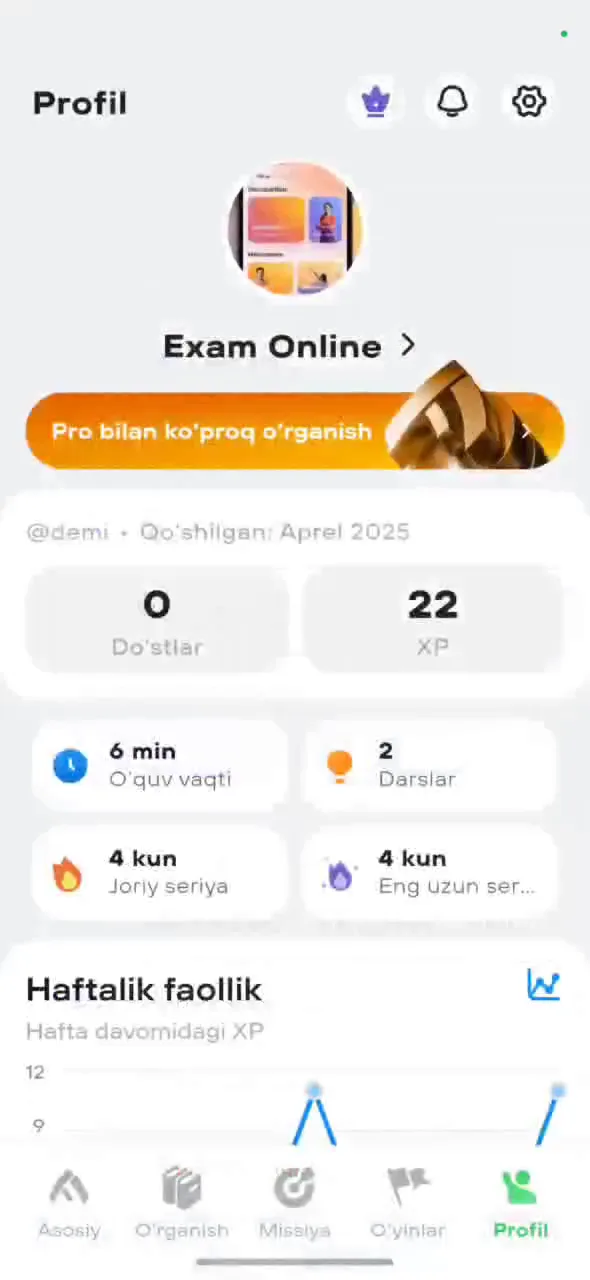 Profil
Exam Online
Pro bilan ko'proq o'rganish
@demi • Qo'shilgan: Aprel 2025
0
Do'stlar
22
XP
6 min
O'quv vaqti
2
Darslar
4 kun
Joriy seriya
4 kun
Eng uzun ser...
Haftalik faollik
Hafta davomidagi XP
12
9
Asosiy
O'rganish
Missiya
O'yinlar
Profil